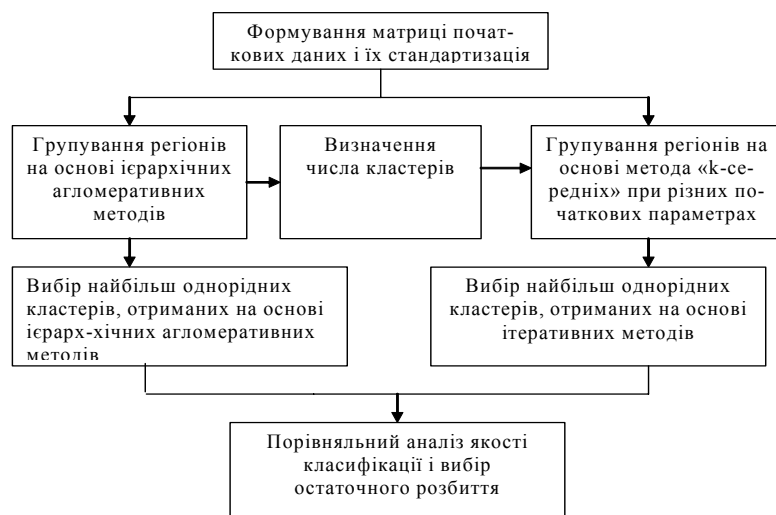 Формування матриці почат-
кових даних і їх стандартизація
Групування регіонів
на основі ієрархічних
агломеративних
методів
Визначення
числа кластерів
Групування регіонів на
основі метода «k-се-
редніх» при різних по-
чаткових параметрах
Вибір найбільш однорідних
кластерів, отриманих на основі
ієрарх-хічних агломеративних
методів
Вибір найбільш однорідних
кластерів, отриманих на основі
ітеративних методів
Порівняльний аналіз якості
класифікації і вибір
остаточного розбиття